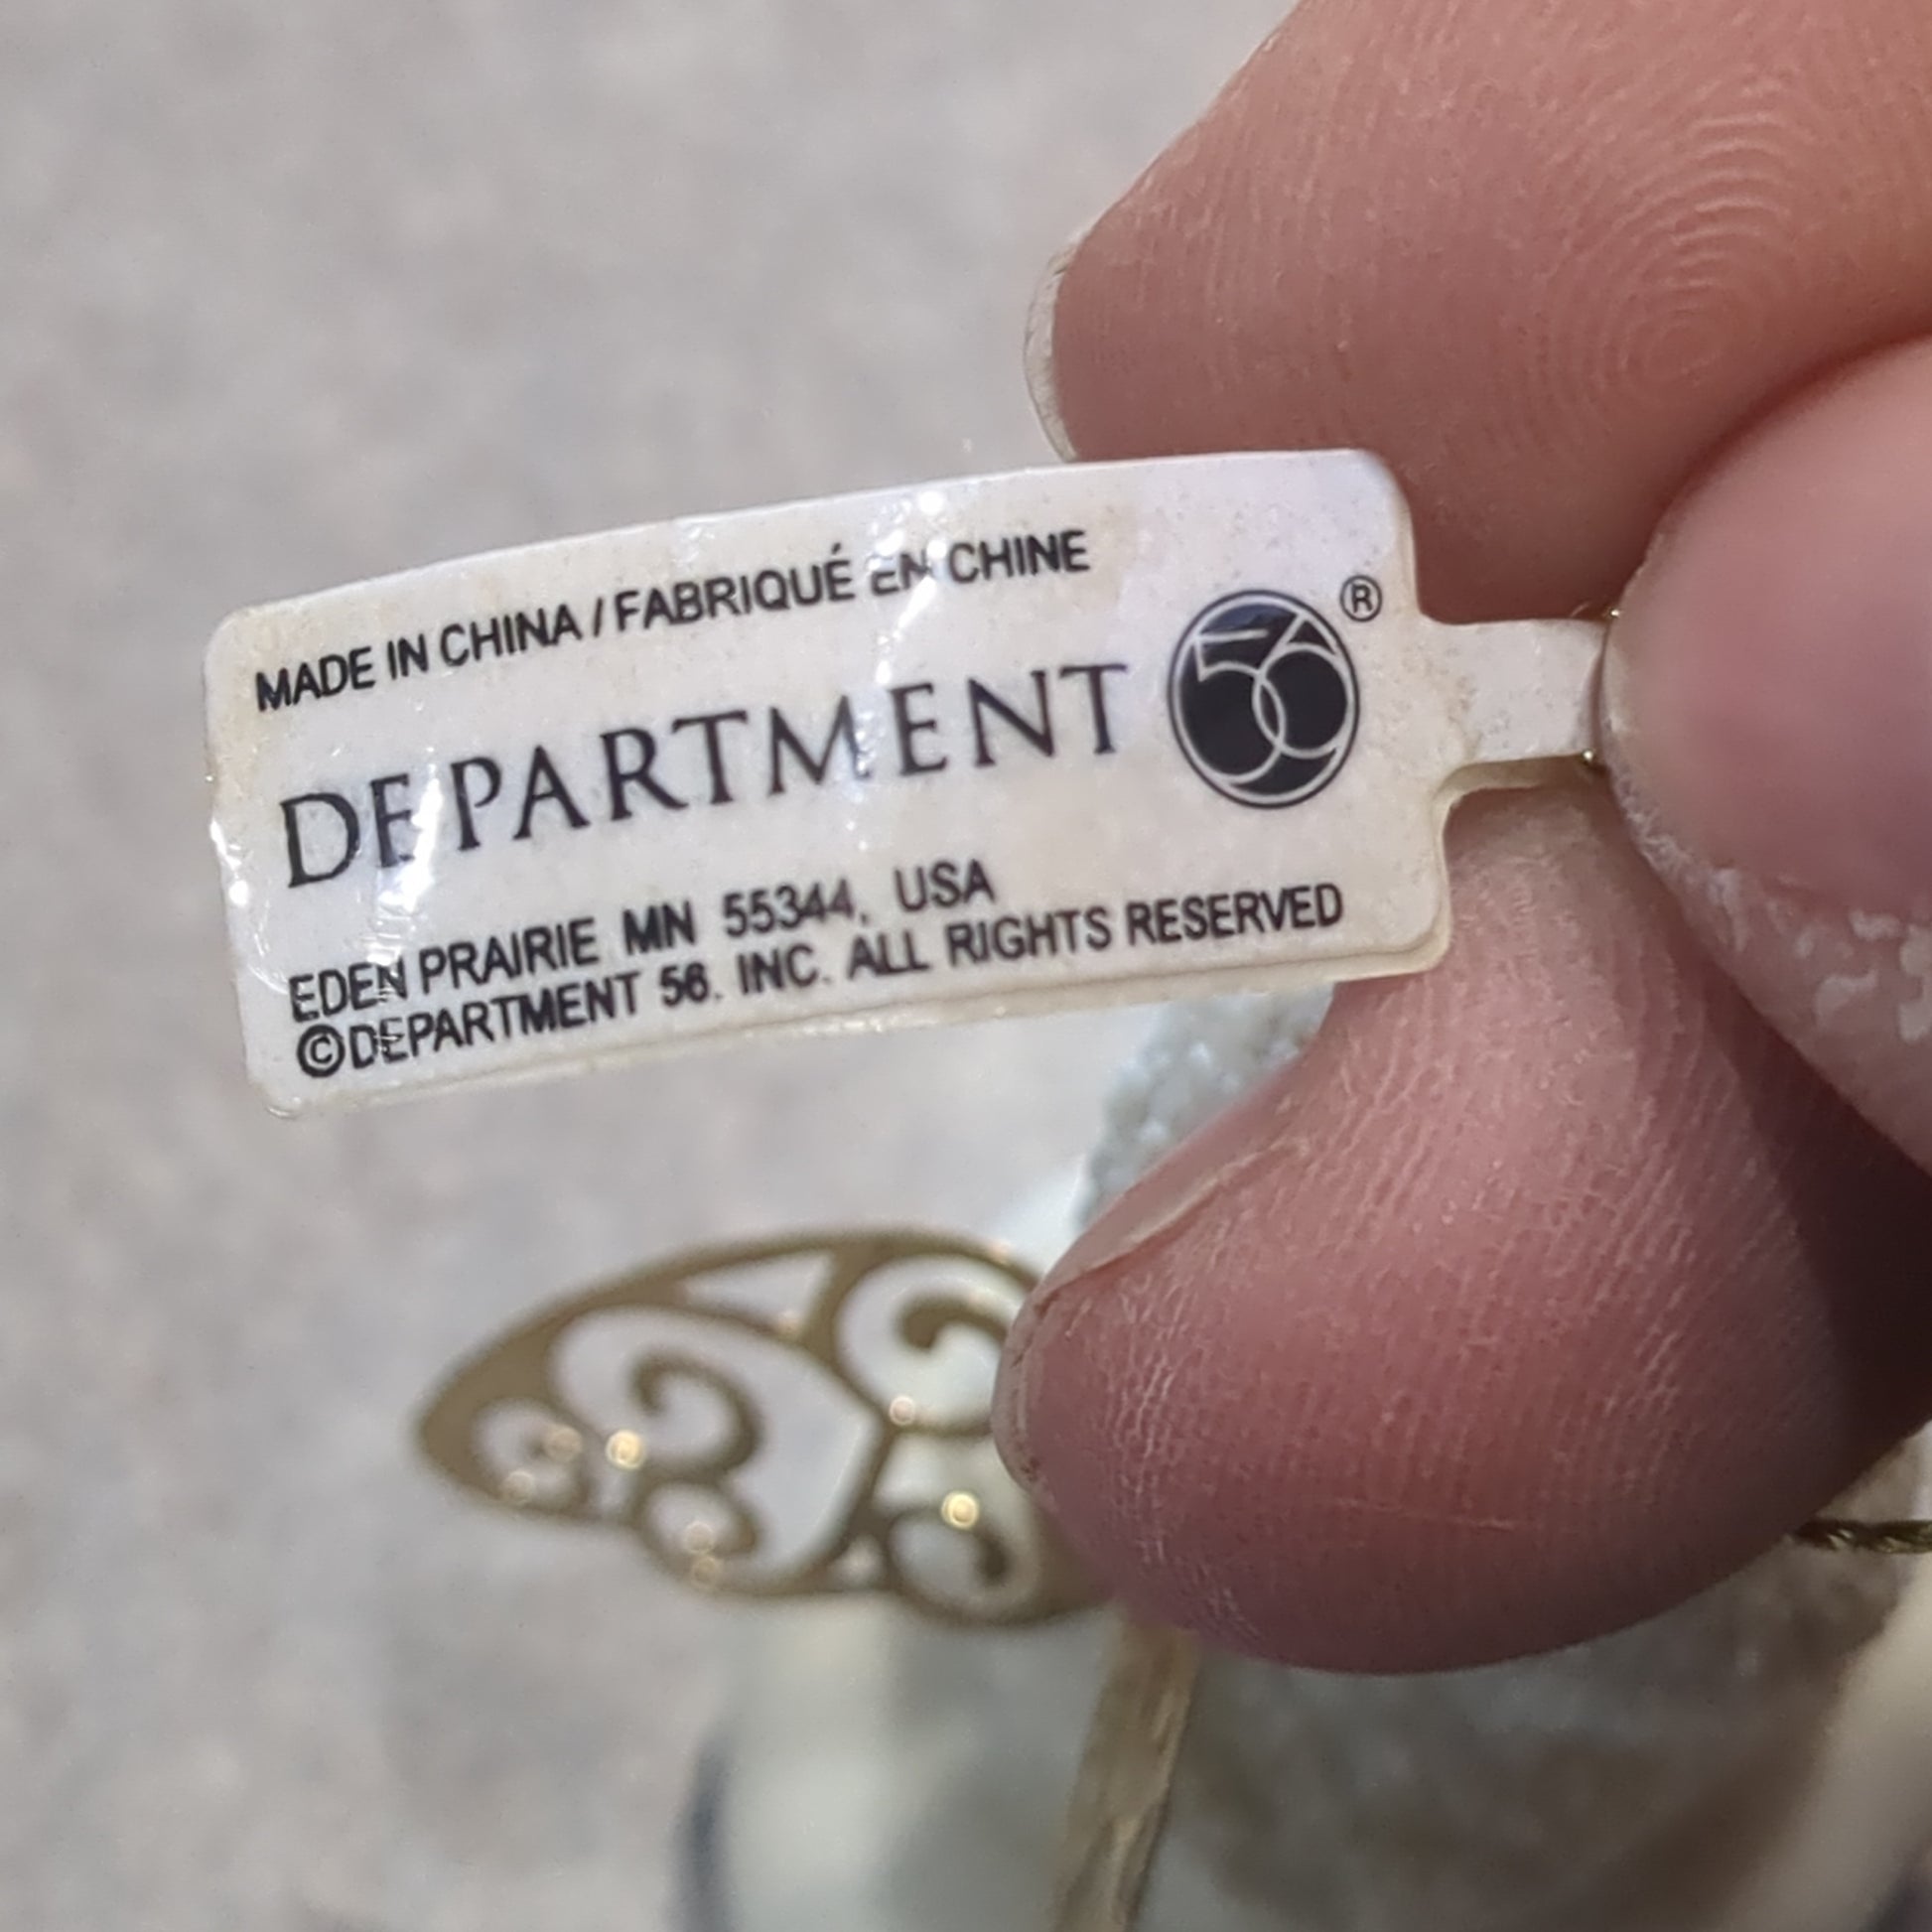 MADE IN CHINA / FABRIQUÉ EN CHINE
DEPARTMENT 56®
EDEN PRAIRIE MN 55344, USA
©DEPARTMENT 56. INC. ALL RIGHTS RESERVED